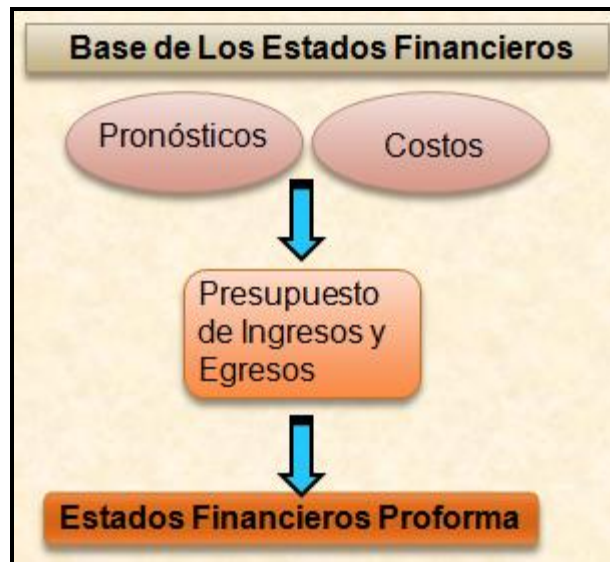 Base de Los Estados Financieros
Pronósticos
Costos
Presupuesto
de Ingresos y
Egresos
Estados Financieros Proforma